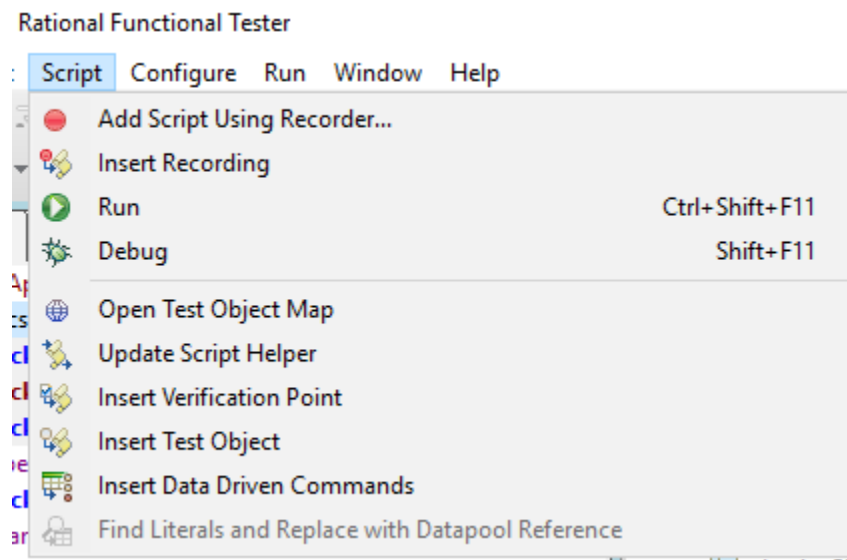 Rational Functional Tester
Script Configure Run Window Help
Add Script Using Recorder...
Insert Recording
Run Ctrl+Shift+F11
Debug Shift+F11
Open Test Object Map
Update Script Helper
Insert Verification Point
Insert Test Object
Insert Data Driven Commands
Find Literals and Replace with Datapool Reference